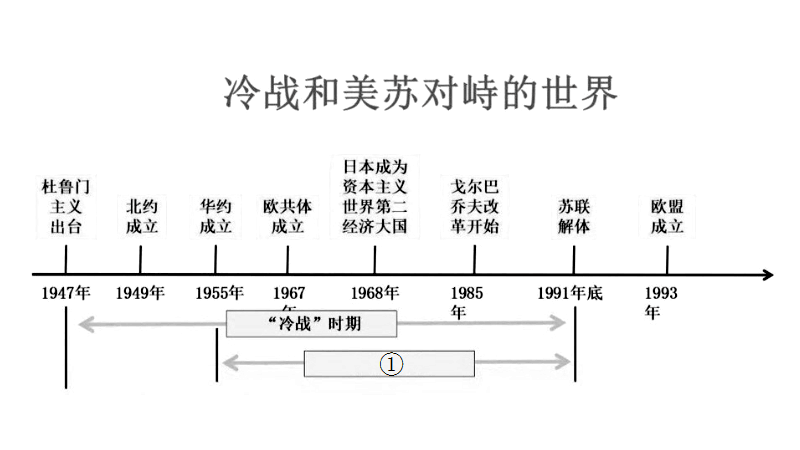 冷战和美苏对峙的世界
杜鲁门
主义
出台
北约
成立
华约
成立
欧共体
成立
日本成为
资本主义
世界第二
经济大国
戈尔巴
乔夫改
革开始
苏联
解体
欧盟
成立
1947年
1949年
1955年
1967
年
1968年
1985
年
1991年底
1993
年
“冷战”时期
①